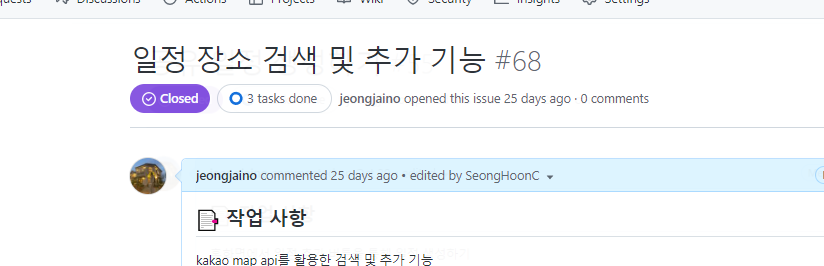 Discussions Actions Projects Wiki Security Insights Settings
일정 장소 검색 및 추가 기능 #68
Closed 3 tasks done jeongjaino opened this issue 25 days ago · 0 comments
jeongjaino commented 25 days ago • edited by SeongHoonC
작업 사항
kakao map api를 활용한 검색 및 추가 기능